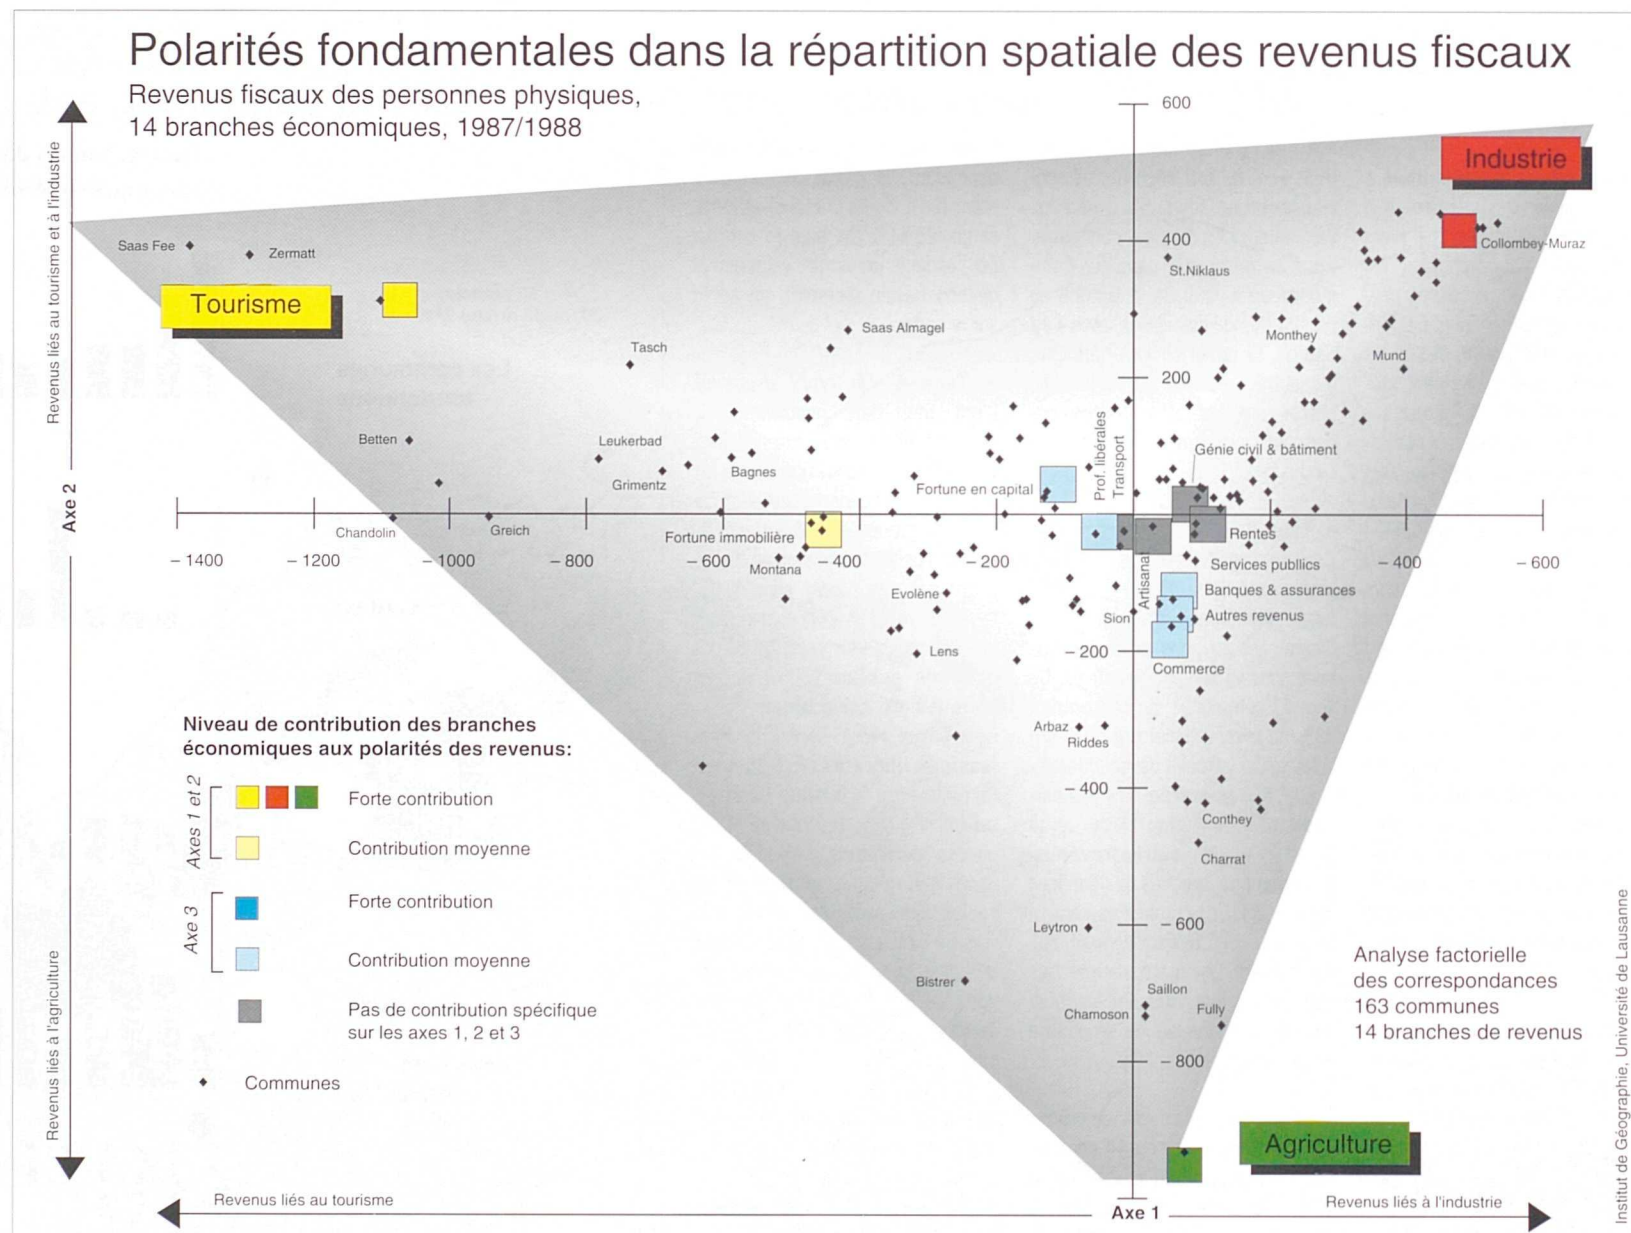 Polarités fondamentales dans la répartition spatiale des revenus fiscaux
Revenus fiscaux des personnes physiques,
14 branches économiques, 1987/1988
Revenus liés au tourisme et à l'industrie
Axe 2
Revenus liés à l'agriculture
600
Industrie
400
Collombey-Muraz
Saas Fee
Zermatt
St.Niklaus
Tourisme
Saas Almagel
Monthey
Tasch
Mund
200
Betten
Leukerbad
Prof. libérales
Transport
Génie civil & bâtiment
Bagnes
Grimentz
Fortune en capital
Chandolin
Greich
Fortune immobilière
Rentes
– 1400
– 1200
– 1000
– 800
– 600
– 400
– 200
– 400
– 600
Montana
Services publlics
Artisanat
Evolène
Banques & assurances
Sion
Autres revenus
Lens
– 200
Commerce
Arbaz
Riddes
– 400
Conthey
Charrat
Leytron
– 600
Bistrer
Saillon
Chamoson
Fully
– 800
Agriculture
Niveau de contribution des branches
économiques aux polarités des revenus:
Axes 1 et 2
Forte contribution
Contribution moyenne
Axe 3
Forte contribution
Contribution moyenne
Pas de contribution spécifique
sur les axes 1, 2 et 3
Communes
Analyse factorielle
des correspondances
163 communes
14 branches de revenus
Revenus liés au tourisme
Axe 1
Revenus liés à l'industrie
Institut de Géographie, Université de Lausanne